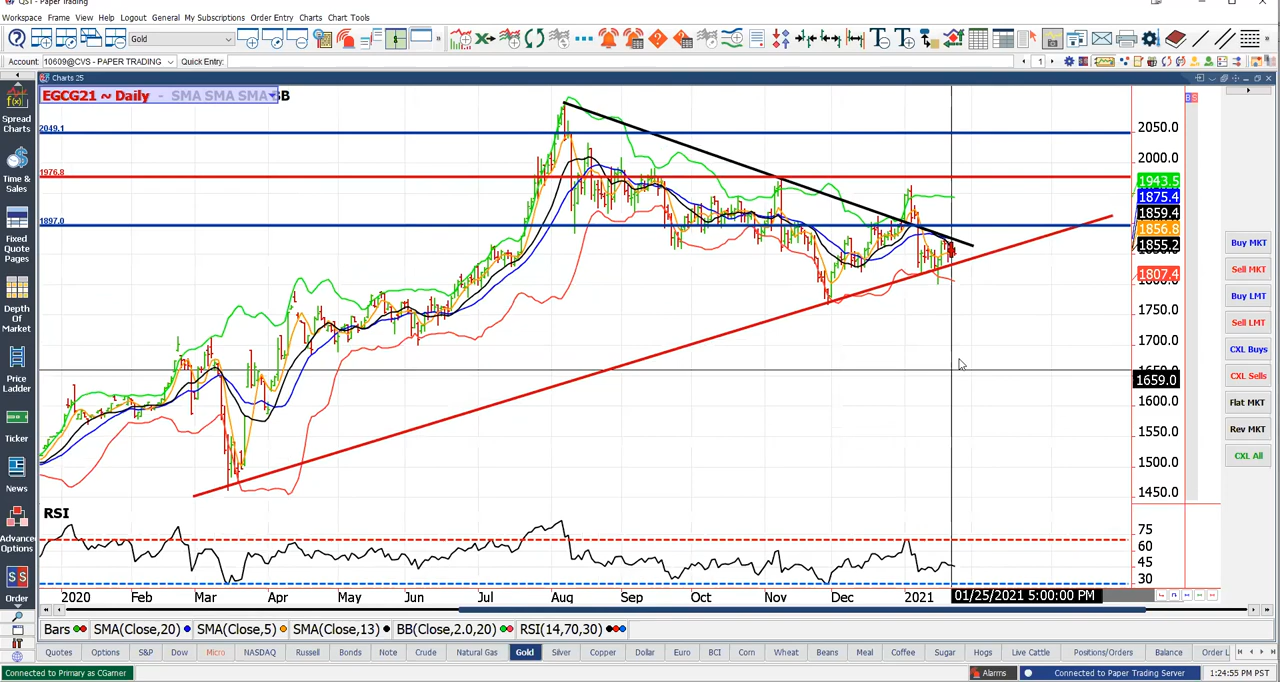 QST - Paper Trading
Workspace Frame View Help Logout General My Subscriptions Order Entry Charts Chart Tools
Gold
Account: 10609@CVS - PAPER TRADING Quick Entry: 1
Charts 25
EGCG21 ~ Daily - SMA SMA SMA BB
2049.1
1976.8
1897.0
2050.0
2000.0
1943.5
1875.4
1859.4
1856.8
1855.2
1807.4
1800.0
1750.0
1700.0
1659.0
1600.0
1550.0
1500.0
1450.0
Spread Charts
Time & Sales
Fixed Quote Pages
Depth Of Market
Price Ladder
Ticker
News
Advance Options
Order
Buy MKT
Sell MKT
Buy LMT
Sell LMT
CXL Buys
CXL Sells
Flat MKT
Rev MKT
CXL All
RSI
75
60
45
30
2020 Feb Mar Apr May Jun Jul Aug Sep Oct Nov Dec 2021 01/25/2021 5:00:00 PM
Bars SMA(Close,20) SMA(Close,5) SMA(Close,13) BB(Close,2.0,20) RSI(14,70,30)
Quotes Options S&P Dow Micro NASDAQ Russell Bonds Note Crude Natural Gas Gold Silver Copper Dollar Euro BCI Corn Wheat Beans Meal Coffee Sugar Hogs Live Cattle Positions/Orders Balance Order L
Connected to Primary as CGamer Alarms Connected to Paper Trading Server 1:24:55 PM PST